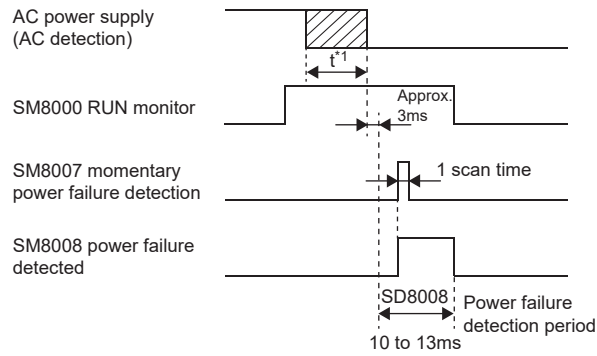 AC power supply
(AC detection)
t*1
SM8000 RUN monitor
Approx.
3ms
SM8007 momentary
power failure detection
1 scan time
SM8008 power failure
detected
SD8008
Power failure
detection period
10 to 13ms